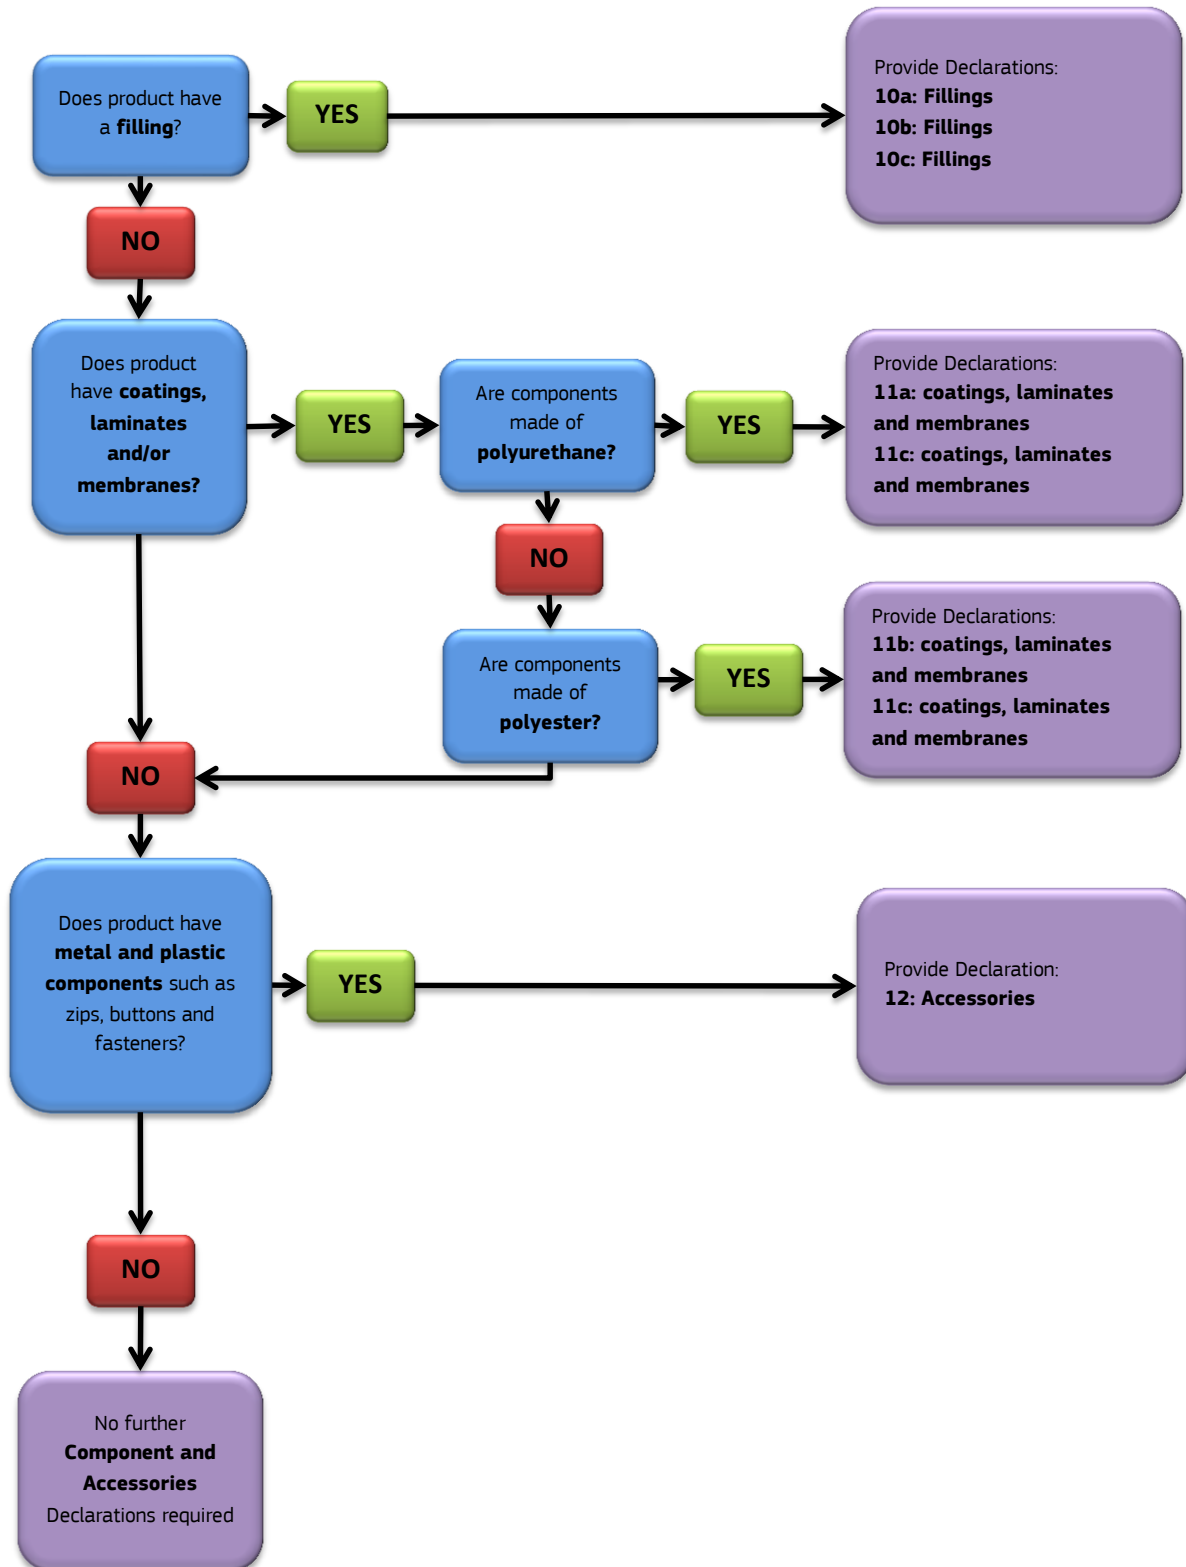 Does product have
a filling?
YES
Provide Declarations:
10a: Fillings
10b: Fillings
10c: Fillings
NO
Does product
have coatings,
laminates
and/or
membranes?
YES
Are components
made of
polyurethane?
YES
Provide Declarations:
11a: coatings, laminates
and membranes
11c: coatings, laminates
and membranes
NO
Are components
made of
polyester?
YES
Provide Declarations:
11b: coatings, laminates
and membranes
11c: coatings, laminates
and membranes
NO
Does product have
metal and plastic
components such as
zips, buttons and
fasteners?
YES
Provide Declaration:
12: Accessories
NO
No further
Component and
Accessories
Declarations required